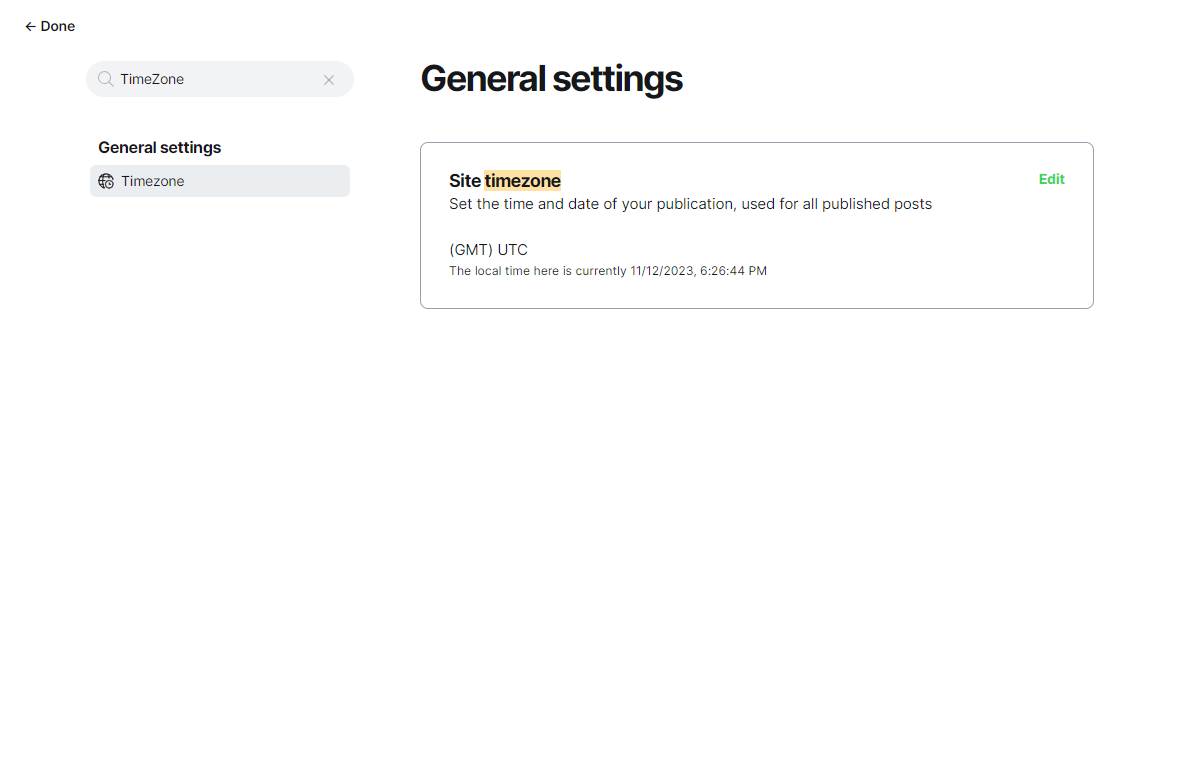 ← Done
TimeZone
General settings
General settings
Timezone
Site timezone
Edit
Set the time and date of your publication, used for all published posts
(GMT) UTC
The local time here is currently 11/12/2023, 6:26:44 PM